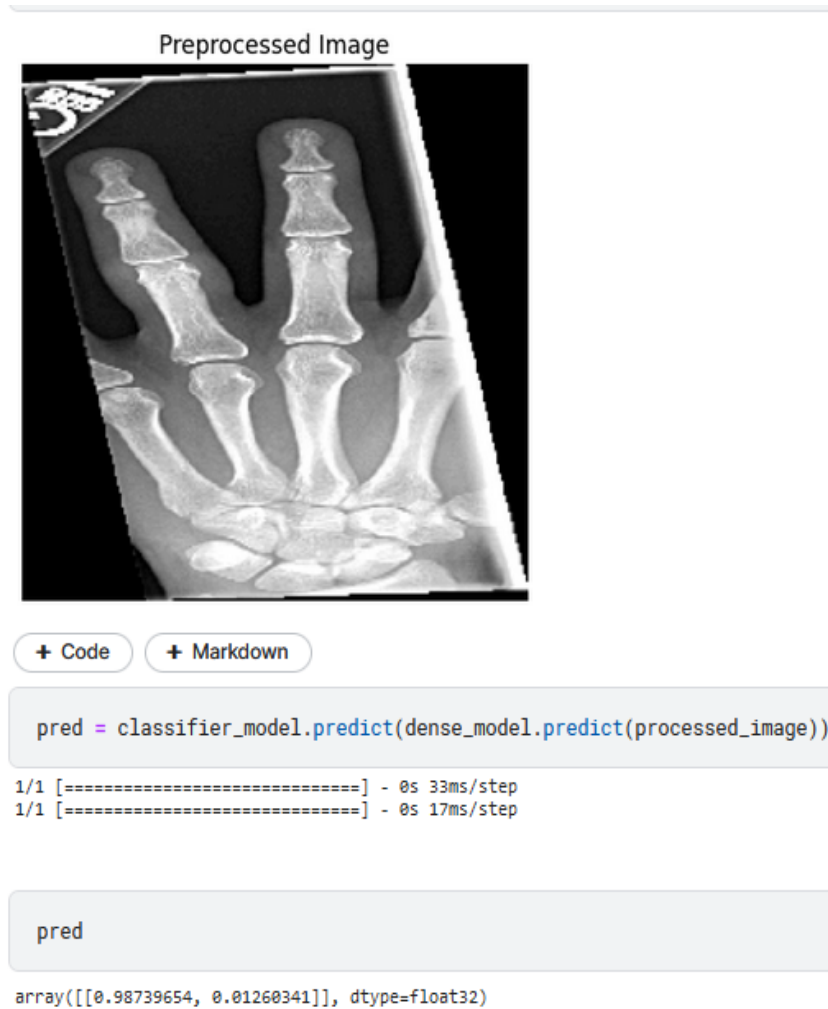 Preprocessed Image
+ Code
+ Markdown
pred = classifier_model.predict(dense_model.predict(processed_image))
1/1 [==============================] - 0s 33ms/step
1/1 [==============================] - 0s 17ms/step
pred
array([[0.98739654, 0.01260341]], dtype=float32)